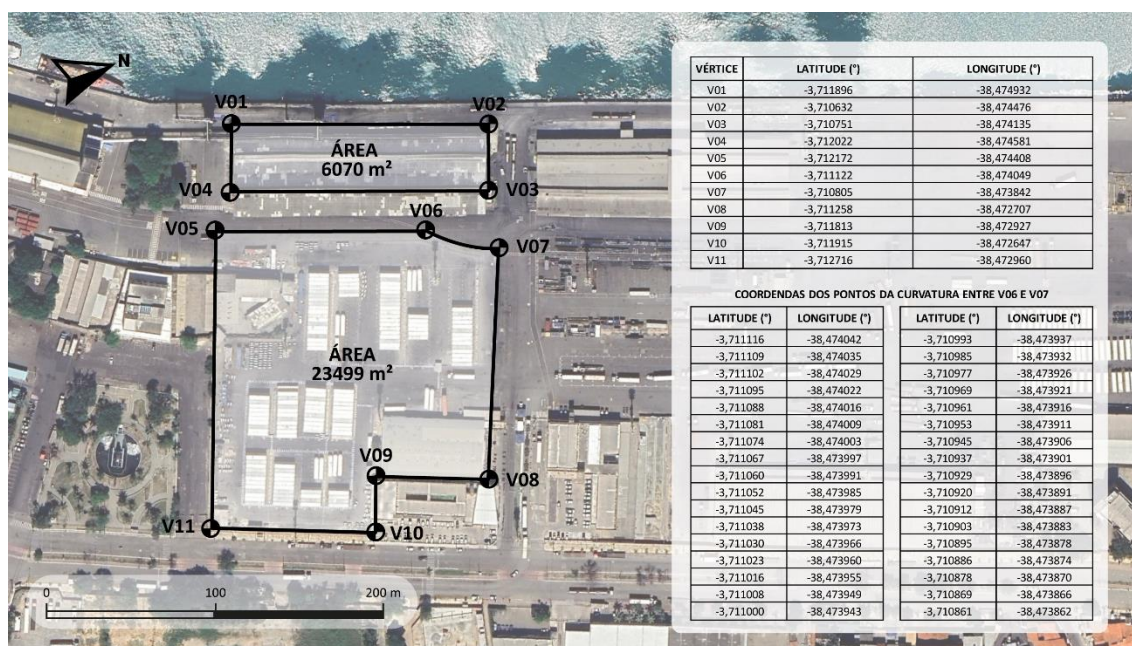 N
V01
V02
ÁREA
6070 m²
V04
V03
V05
V06
V07
ÁREA
23499 m²
V09
V08
V11
V10
0 100 200 m
VÉRTICE LATITUDE (°) LONGITUDE (°)
V01 -3,711896 -38,474932
V02 -3,710632 -38,474476
V03 -3,710751 -38,474135
V04 -3,712022 -38,474581
V05 -3,712172 -38,474408
V06 -3,711122 -38,474049
V07 -3,710805 -38,473842
V08 -3,711258 -38,472707
V09 -3,711813 -38,472927
V10 -3,711915 -38,472647
V11 -3,712716 -38,472960
COORDENDAS DOS PONTOS DA CURVATURA ENTRE V06 E V07
LATITUDE (°) LONGITUDE (°) LATITUDE (°) LONGITUDE (°)
-3,711116 -38,474042 -3,710993 -38,473937
-3,711109 -38,474035 -3,710985 -38,473932
-3,711102 -38,474029 -3,710977 -38,473926
-3,711095 -38,474022 -3,710969 -38,473921
-3,711088 -38,474016 -3,710961 -38,473916
-3,711081 -38,474009 -3,710953 -38,473911
-3,711074 -38,474003 -3,710945 -38,473906
-3,711067 -38,473997 -3,710937 -38,473901
-3,711060 -38,473991 -3,710929 -38,473896
-3,711052 -38,473985 -3,710920 -38,473891
-3,711045 -38,473979 -3,710912 -38,473887
-3,711038 -38,473973 -3,710903 -38,473883
-3,711030 -38,473966 -3,710895 -38,473878
-3,711023 -38,473960 -3,710886 -38,473874
-3,711016 -38,473955 -3,710878 -38,473870
-3,711008 -38,473949 -3,710869 -38,473866
-3,711000 -38,473943 -3,710861 -38,473862